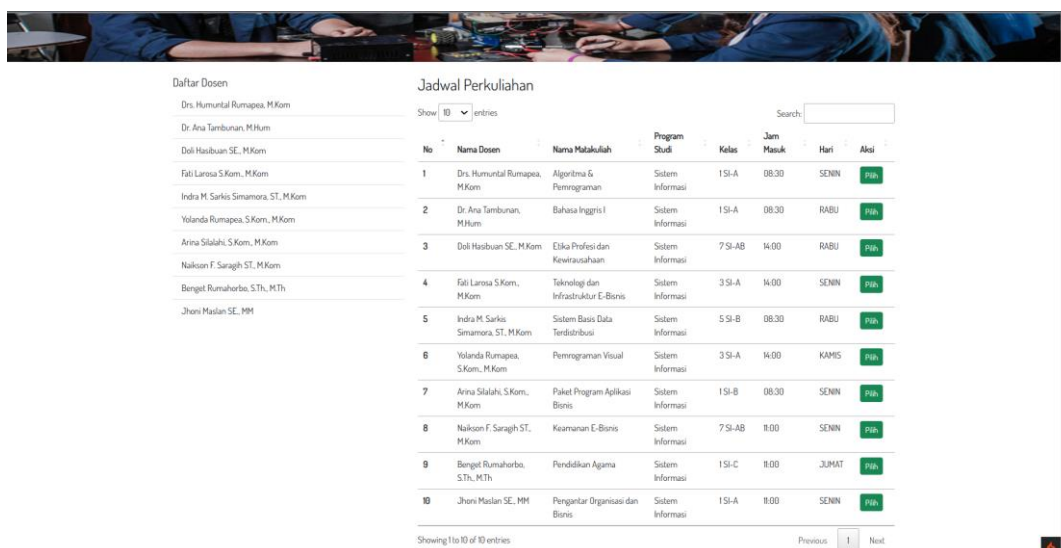 Daftar Dosen
Drs. Humuntal Rumapea, M.Kom
Dr. Ana Tambunan, M.Hum
Doli Hasibuan SE., M.Kom
Fati Larosa S.Kom., M.Kom
Indra M. Sarkis Simamora, ST., M.Kom
Yolanda Rumapea, S.Kom., M.Kom
Arina Silalahi, S.Kom., M.Kom
Naikson F. Saragih ST., M.Kom
Benget Rumahorbo, S.Th., M.Th
Jhoni Maslan SE., MM
Jadwal Perkuliahan
Show 10 entries Search:
No Nama Dosen Nama Matakuliah Program Studi Kelas Jam Masuk Hari Aksi
1 Drs. Humuntal Rumapea, M.Kom Algoritma & Pemrograman Sistem Informasi 1 SI-A 08:30 SENIN Pilih
2 Dr. Ana Tambunan, M.Hum Bahasa Inggris I Sistem Informasi 1 SI-A 08:30 RABU Pilih
3 Doli Hasibuan SE., M.Kom Etika Profesi dan Kewirausahaan Sistem Informasi 7 SI-AB 14:00 RABU Pilih
4 Fati Larosa S.Kom., M.Kom Teknologi dan Infrastruktur E-Bisnis Sistem Informasi 3 SI-A 14:00 SENIN Pilih
5 Indra M. Sarkis Simamora, ST., M.Kom Sistem Basis Data Terdistribusi Sistem Informasi 5 SI-B 08:30 RABU Pilih
6 Yolanda Rumapea, S.Kom., M.Kom Pemrograman Visual Sistem Informasi 3 SI-A 14:00 KAMIS Pilih
7 Arina Silalahi, S.Kom., M.Kom Paket Program Aplikasi Bisnis Sistem Informasi 1 SI-B 08:30 SENIN Pilih
8 Naikson F. Saragih ST., M.Kom Keamanan E-Bisnis Sistem Informasi 7 SI-AB 11:00 SENIN Pilih
9 Benget Rumahorbo, S.Th., M.Th Pendidikan Agama Sistem Informasi 1 SI-C 11:00 JUMAT Pilih
10 Jhoni Maslan SE., MM Pengantar Organisasi dan Bisnis Sistem Informasi 1 SI-A 11:00 SENIN Pilih
Showing 1 to 10 of 10 entries Previous 1 Next